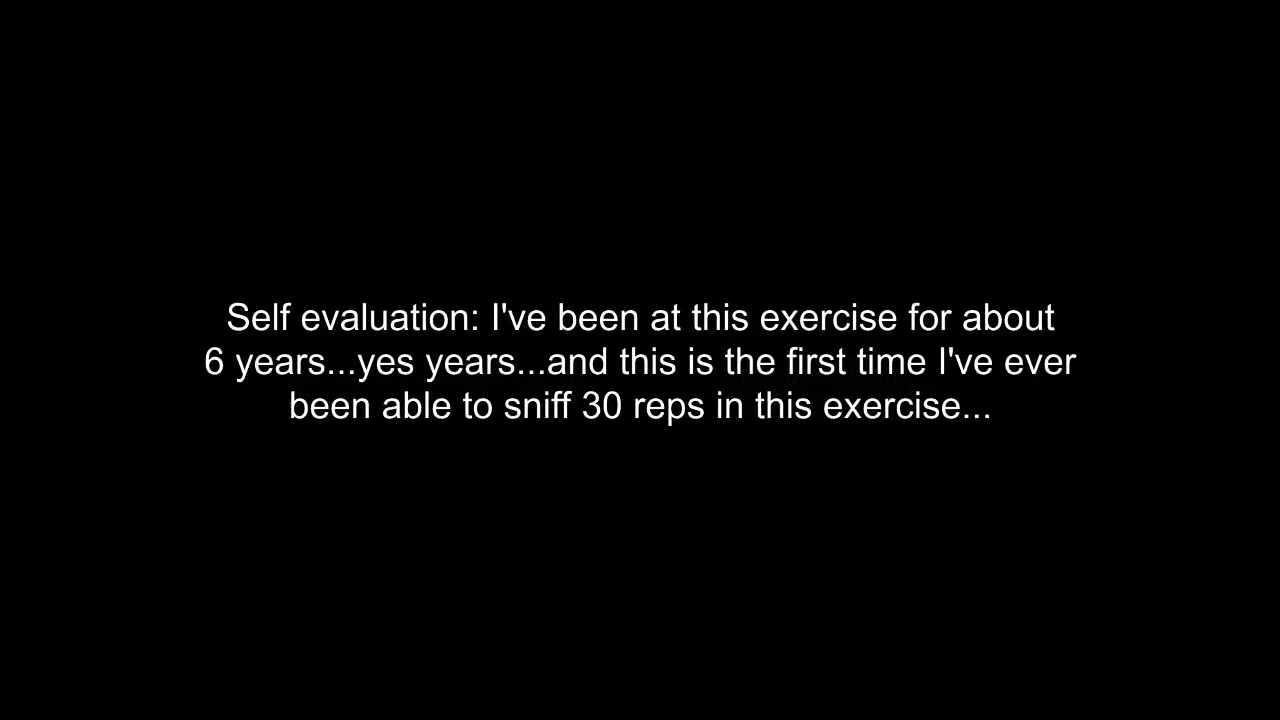 Self evaluation: I've been at this exercise for about
6 years...yes years...and this is the first time I've ever
been able to sniff 30 reps in this exercise...